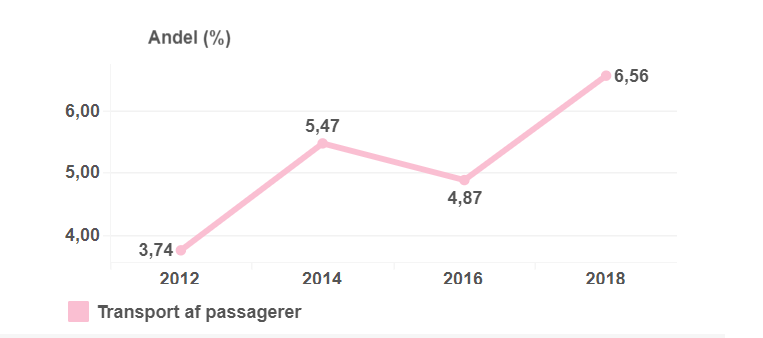 Andel (%)
6,56
6,00
5,47
5,00
4,87
4,00
3,74
2012 2014 2016 2018
Transport af passagerer